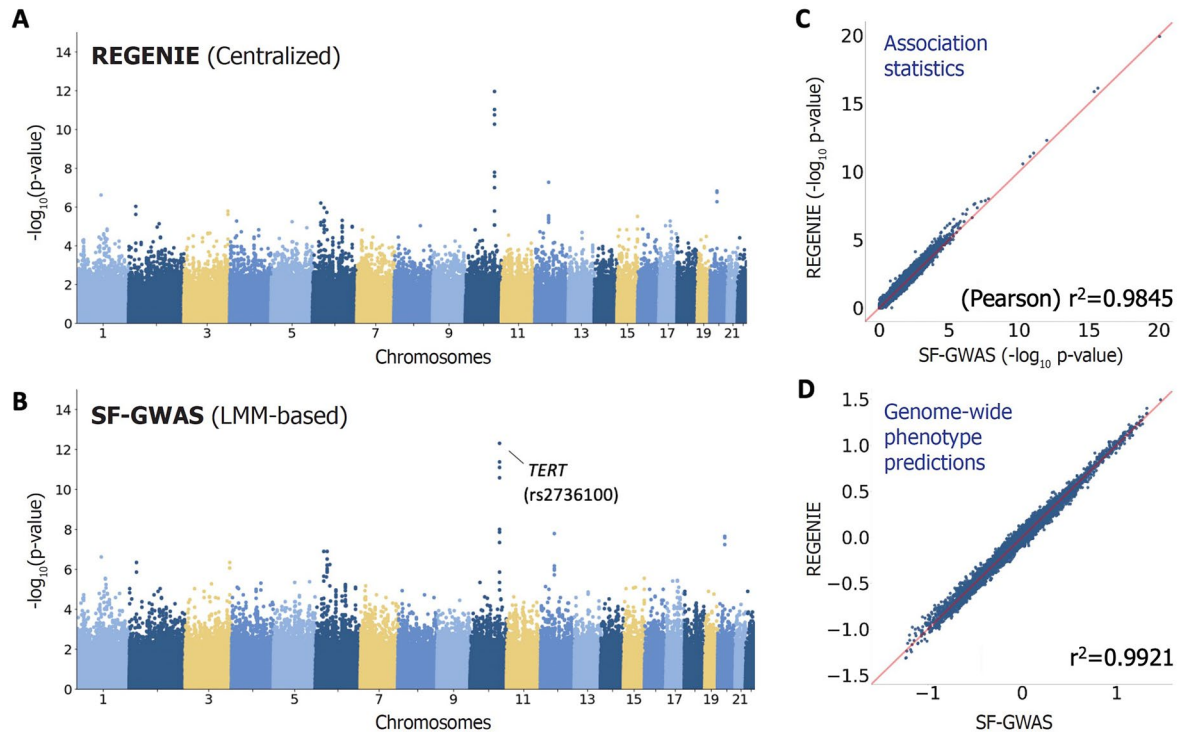 A
REGENIE (Centralized)
-log10(p-value)
14
12
10
8
6
4
2
0
1
3
5
7
9
11
13
15
17
19
21
Chromosomes
B
SF-GWAS (LMM-based)
-log10(p-value)
14
12
10
8
6
4
2
0
TERT
(rs2736100)
1
3
5
7
9
11
13
15
17
19
21
Chromosomes
C
Association
statistics
REGENIE (-log10 p-value)
20
15
10
5
0
(Pearson) r²=0.9845
0
5
10
15
20
SF-GWAS (-log10 p-value)
D
Genome-wide
phenotype
predictions
REGENIE
1.5
1.0
0.5
0.0
−0.5
−1.0
−1.5
r²=0.9921
−1
0
1
SF-GWAS